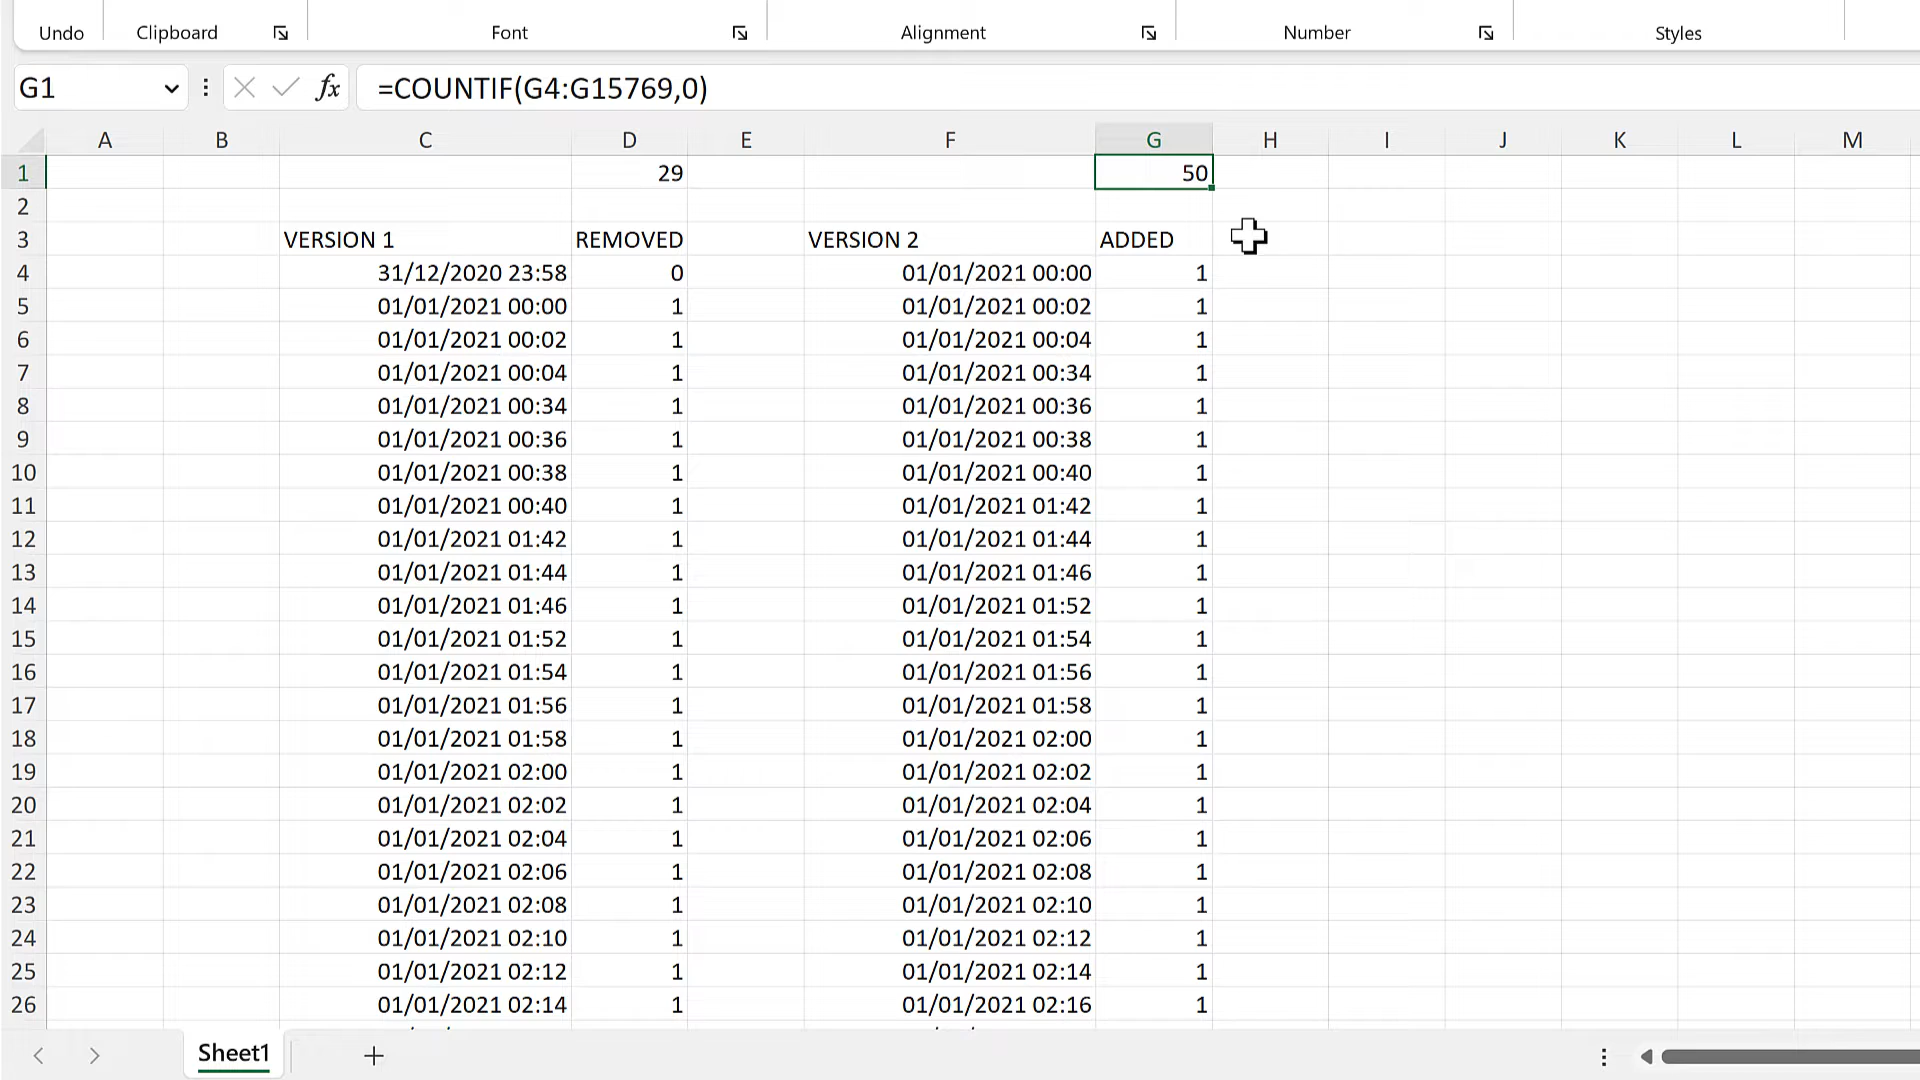 Undo Clipboard Font Alignment Number Styles
G1 fx =COUNTIF(G4:G15769,0)
A B C D E F G H I J K L M
1 29 50
2
3 VERSION 1 REMOVED VERSION 2 ADDED
4 31/12/2020 23:58 0 01/01/2021 00:00 1
5 01/01/2021 00:00 1 01/01/2021 00:02 1
6 01/01/2021 00:02 1 01/01/2021 00:04 1
7 01/01/2021 00:04 1 01/01/2021 00:34 1
8 01/01/2021 00:34 1 01/01/2021 00:36 1
9 01/01/2021 00:36 1 01/01/2021 00:38 1
10 01/01/2021 00:38 1 01/01/2021 00:40 1
11 01/01/2021 00:40 1 01/01/2021 01:42 1
12 01/01/2021 01:42 1 01/01/2021 01:44 1
13 01/01/2021 01:44 1 01/01/2021 01:46 1
14 01/01/2021 01:46 1 01/01/2021 01:52 1
15 01/01/2021 01:52 1 01/01/2021 01:54 1
16 01/01/2021 01:54 1 01/01/2021 01:56 1
17 01/01/2021 01:56 1 01/01/2021 01:58 1
18 01/01/2021 01:58 1 01/01/2021 02:00 1
19 01/01/2021 02:00 1 01/01/2021 02:02 1
20 01/01/2021 02:02 1 01/01/2021 02:04 1
21 01/01/2021 02:04 1 01/01/2021 02:06 1
22 01/01/2021 02:06 1 01/01/2021 02:08 1
23 01/01/2021 02:08 1 01/01/2021 02:10 1
24 01/01/2021 02:10 1 01/01/2021 02:12 1
25 01/01/2021 02:12 1 01/01/2021 02:14 1
26 01/01/2021 02:14 1 01/01/2021 02:16 1
Sheet1